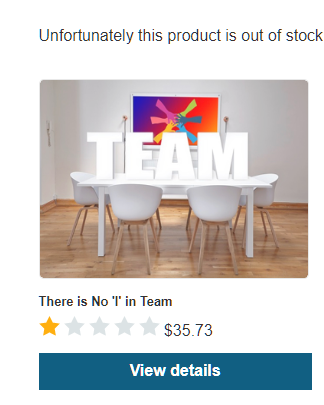 Unfortunately this product is out of stock
TEAM
There is No 'I' in Team
$35.73
View details